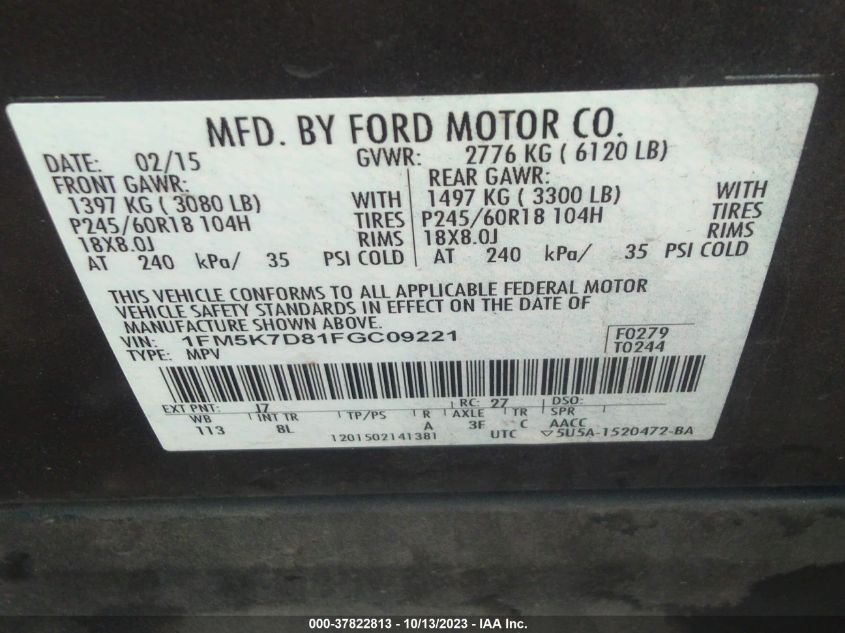 MFD. BY FORD MOTOR CO.
DATE: 02/15 GVWR: 2776 KG ( 6120 LB)
FRONT GAWR: REAR GAWR:
1397 KG ( 3080 LB) WITH 1497 KG ( 3300 LB) WITH
P245/60R18 104H TIRES P245/60R18 104H TIRES
18X8.0J RIMS 18X8.0J RIMS
AT 240 kPa/ 35 PSI COLD AT 240 kPa/ 35 PSI COLD
THIS VEHICLE CONFORMS TO ALL APPLICABLE FEDERAL MOTOR
VEHICLE SAFETY STANDARDS IN EFFECT ON THE DATE OF
MANUFACTURE SHOWN ABOVE.
VIN: 1FM5K7D81FGC09221 F0279
TYPE: MPV T0244
EXT PNT: J7 RC: 27 DSO:
WB INT TR TP/PS R AXLE TR SPR
113 8L A 3F C AACC
1201502141381 UTC ▽5U5A-1520472-BA
000-37822813 - 10/13/2023 - IAA Inc.